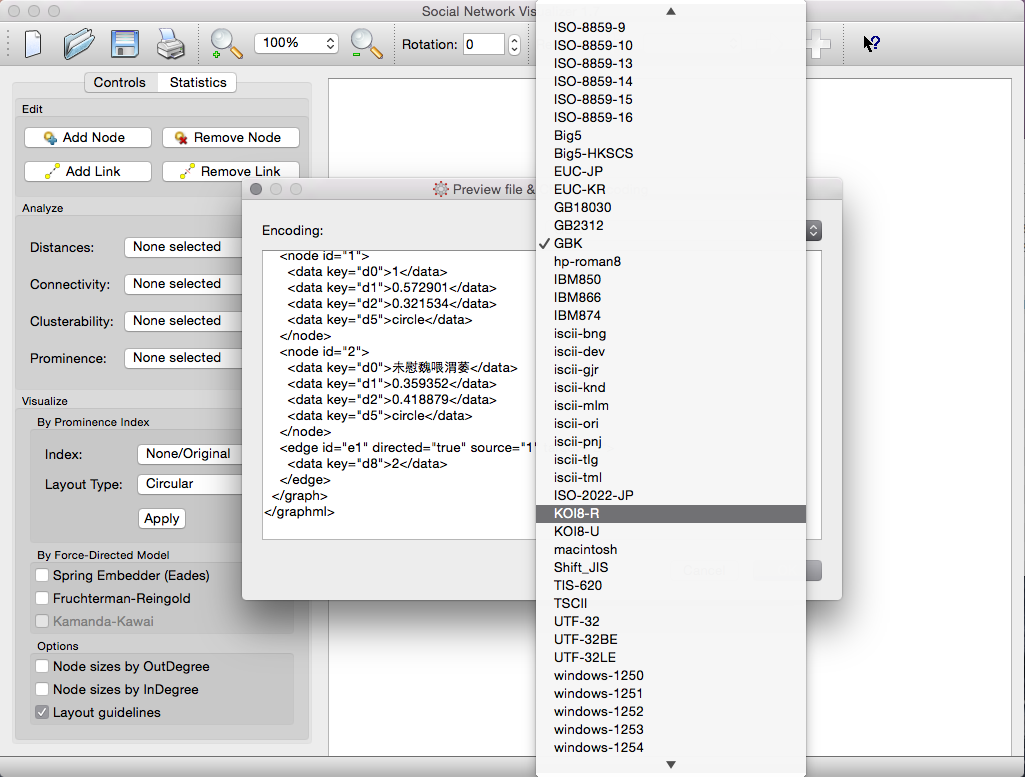 Social Network Vis
100%
Rotation:
0
Controls
Statistics
Edit
Add Node
Remove Node
Add Link
Remove Link
Analyze
Distances:
None selected
Connectivity:
None selected
Clusterability:
None selected
Prominence:
None selected
Visualize
By Prominence Index
Index:
None/Original
Layout Type:
Circular
Apply
By Force-Directed Model
Spring Embedder (Eades)
Fruchterman-Reingold
Kamanda-Kawai
Options
Node sizes by OutDegree
Node sizes by InDegree
Layout guidelines
Preview file &
Encoding:
<node id="1">
<data key="d0">1</data>
<data key="d1">0.572901</data>
<data key="d2">0.321534</data>
<data key="d5">circle</data>
</node>
<node id="2">
<data key="d0">未慰魏喂渭蒌</data>
<data key="d1">0.359352</data>
<data key="d2">0.418879</data>
<data key="d5">circle</data>
</node>
<edge id="e1" directed="true" source="1"
<data key="d8">2</data>
</edge>
</graph>
</graphml>
ISO-8859-9
ISO-8859-10
ISO-8859-13
ISO-8859-14
ISO-8859-15
ISO-8859-16
Big5
Big5-HKSCS
EUC-JP
EUC-KR
GB18030
GB2312
GBK
hp-roman8
IBM850
IBM866
IBM874
iscii-bng
iscii-dev
iscii-gjr
iscii-knd
iscii-mlm
iscii-ori
iscii-pnj
iscii-tlg
iscii-tml
ISO-2022-JP
KOI8-R
KOI8-U
macintosh
Shift_JIS
TIS-620
TSCII
UTF-32
UTF-32BE
UTF-32LE
windows-1250
windows-1251
windows-1252
windows-1253
windows-1254